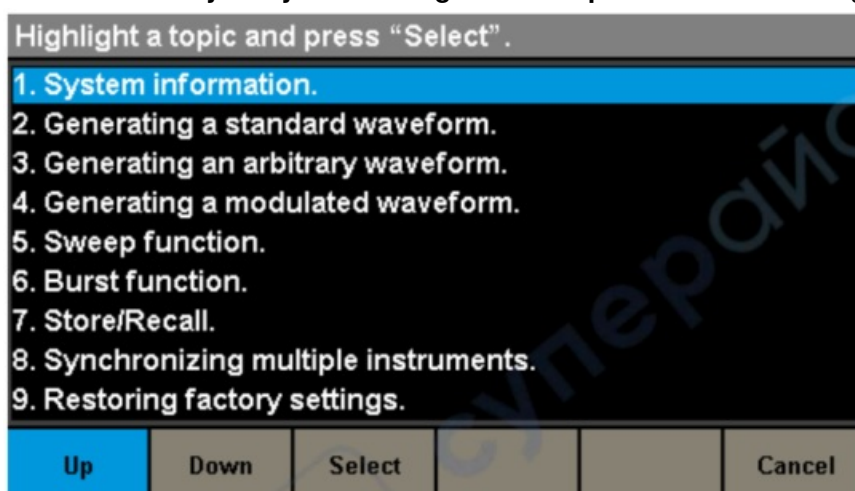 Highlight a topic and press “Select”.
1. System information.
2. Generating a standard waveform.
3. Generating an arbitrary waveform.
4. Generating a modulated waveform.
5. Sweep function.
6. Burst function.
7. Store/Recall.
8. Synchronizing multiple instruments.
9. Restoring factory settings.
Up Down Select Cancel